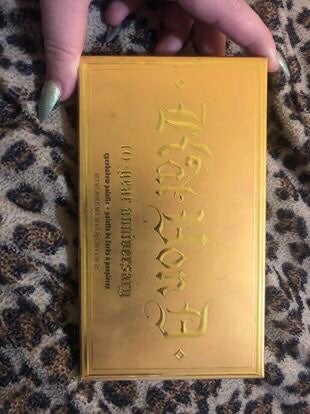 Kat Von D
10-year anniversary
eyeshadow palette • palette de fards à paupières